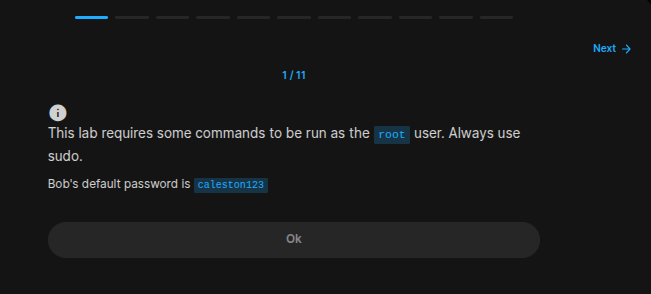 Next →
1 / 11
This lab requires some commands to be run as the root user. Always use
sudo.
Bob's default password is caleston123
Ok